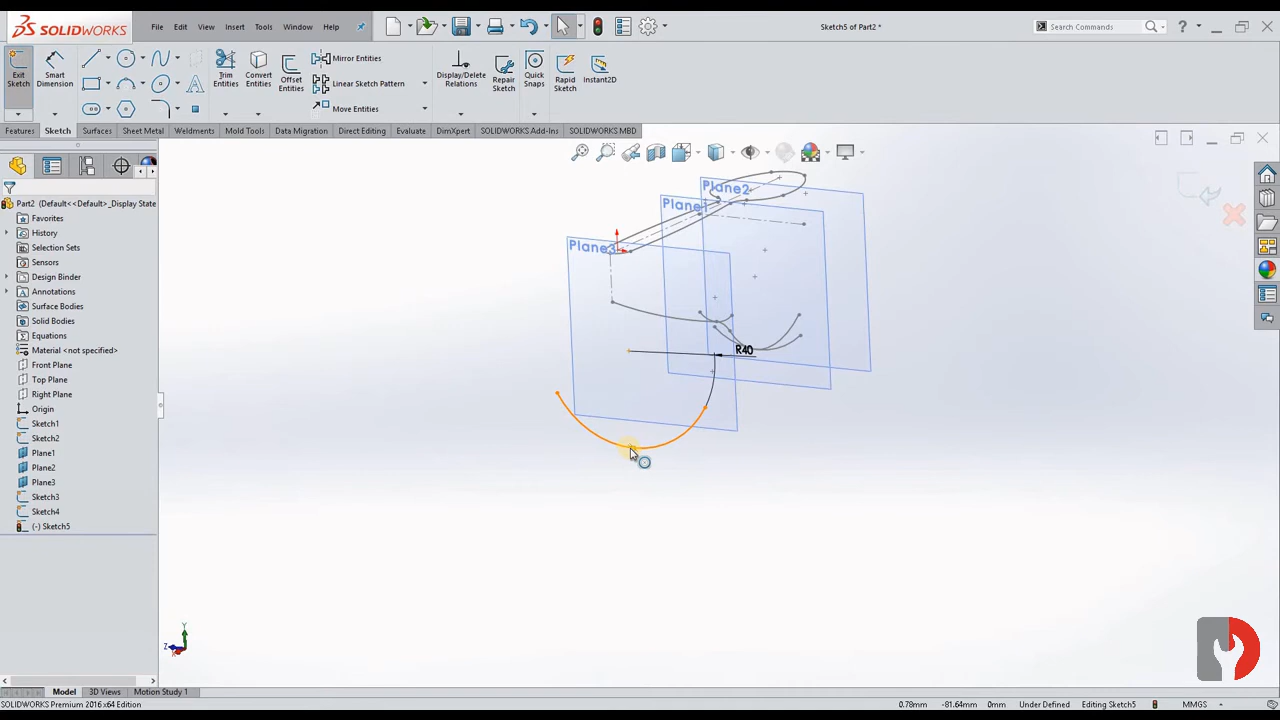 SOLIDWORKS
File Edit View Insert Tools Window Help
Sketch5 of Part2 *
Search Commands
Exit Sketch
Smart Dimension
Trim Entities
Convert Entities
Offset Entities
Mirror Entities
Linear Sketch Pattern
Move Entities
Display/Delete Relations
Repair Sketch
Quick Snaps
Rapid Sketch
Instant2D
Features Sketch Surfaces Sheet Metal Weldments Mold Tools Data Migration Direct Editing Evaluate DimXpert SOLIDWORKS Add-Ins SOLIDWORKS MBD
Part2 (Default<<Default>_Display State
Favorites
History
Selection Sets
Sensors
Design Binder
Annotations
Surface Bodies
Solid Bodies
Equations
Material <not specified>
Front Plane
Top Plane
Right Plane
Origin
Sketch1
Sketch2
Plane1
Plane2
Plane3
Sketch3
Sketch4
(-) Sketch5
Plane2
Plane1
Plane3
R40
Y
Z
X
Model 3D Views Motion Study 1
SOLIDWORKS Premium 2016 x64 Edition
0.78mm -81.64mm 0mm Under Defined Editing Sketch5 MMGS